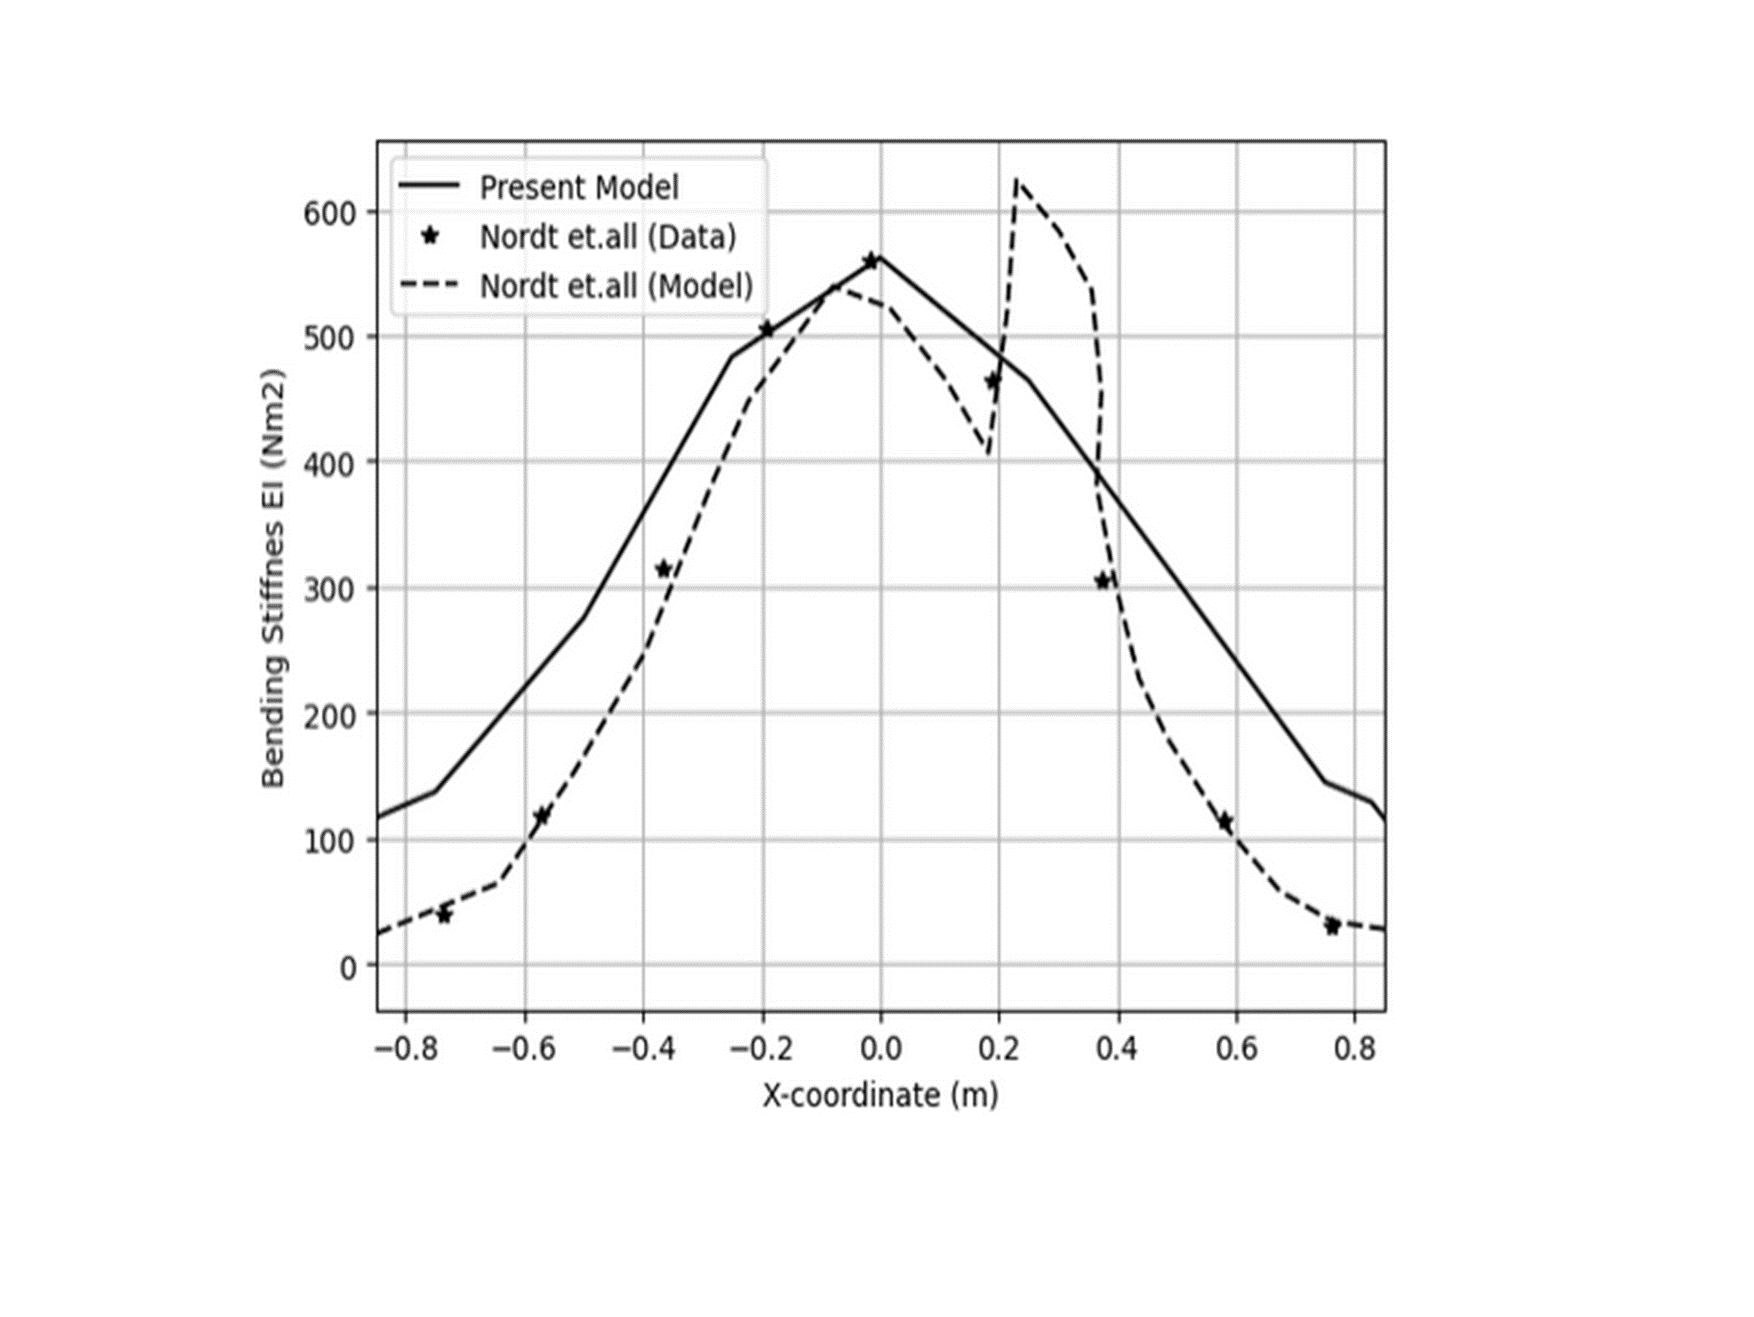 Present Model
Nordt et.all (Data)
Nordt et.all (Model)
600
500
400
300
200
100
0
Bending Stiffnes EI (Nm2)
−0.8 −0.6 −0.4 −0.2 0.0 0.2 0.4 0.6 0.8
X-coordinate (m)